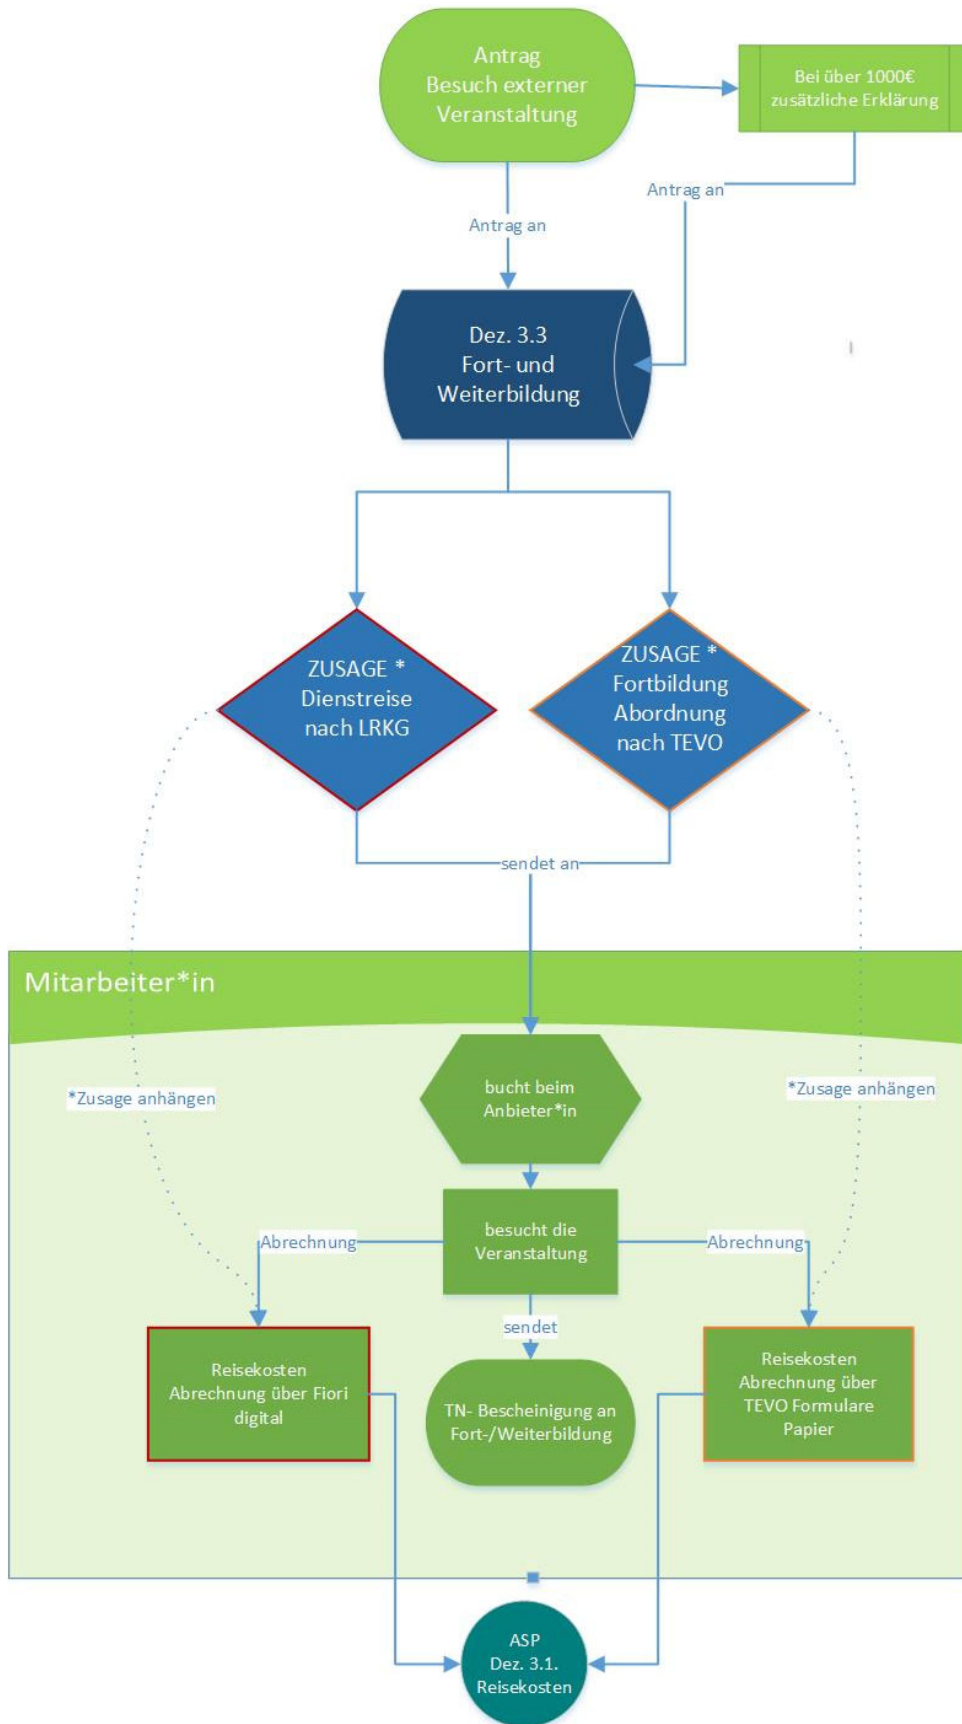 Antrag
Besuch externer
Veranstaltung
Bei über 1000€
zusätzliche Erklärung
Antrag an
Antrag an
Dez. 3.3
Fort- und
Weiterbildung
ZUSAGE *
Dienstreise
nach LRKG
ZUSAGE *
Fortbildung
Abordnung
nach TEVO
sendet an
Mitarbeiter*in
bucht beim
Anbieter*in
*Zusage anhängen
*Zusage anhängen
besucht die
Veranstaltung
Abrechnung
Abrechnung
sendet
Reisekosten
Abrechnung über Fiori
digital
TN- Bescheinigung an
Fort-/Weiterbildung
Reisekosten
Abrechnung über
TEVO Formulare
Papier
ASP
Dez. 3.1.
Reisekosten